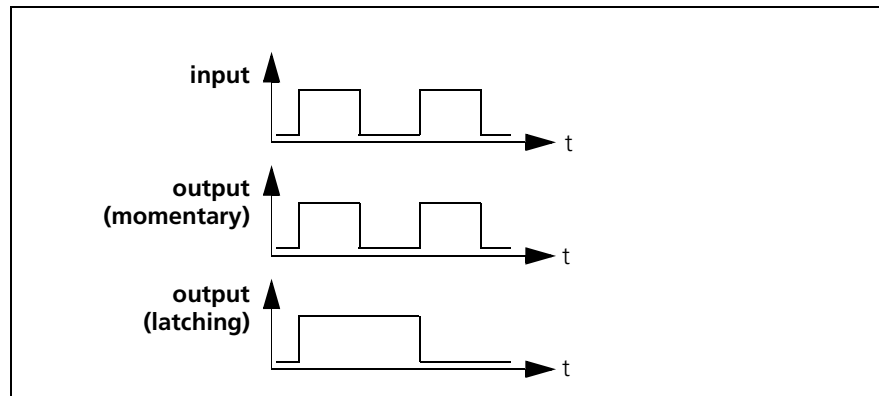 input
t
output
(momentary)
t
output
(latching)
t